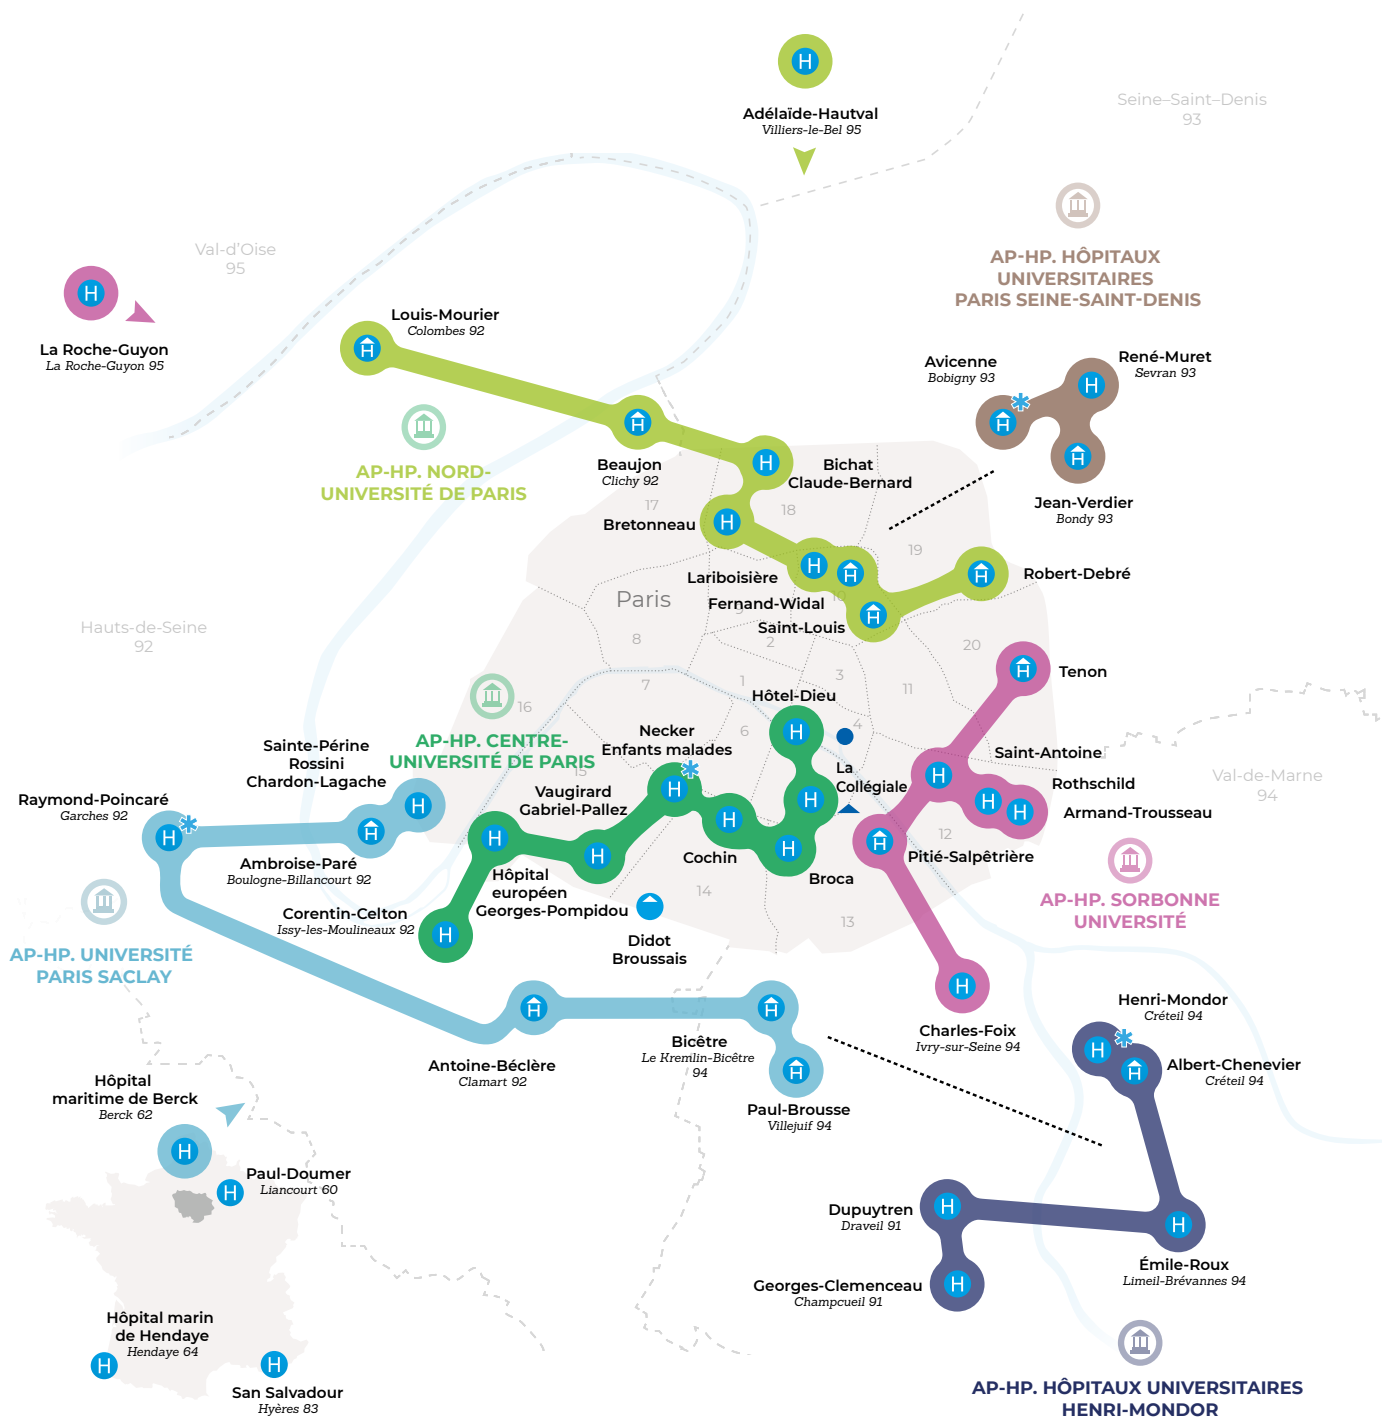 Adélaïde-Hautval
Villiers-le-Bel 95
Seine–Saint–Denis
93
Val-d'Oise
95
AP-HP. HÔPITAUX
UNIVERSITAIRES
PARIS SEINE-SAINT-DENIS
La Roche-Guyon
La Roche-Guyon 95
Louis-Mourier
Colombes 92
Avicenne
Bobigny 93
René-Muret
Sevran 93
Jean-Verdier
Bondy 93
AP-HP. NORD-
UNIVERSITÉ DE PARIS
Beaujon
Clichy 92
Bichat
Claude-Bernard
17
18
19
Bretonneau
Lariboisière
Fernand-Widal
Saint-Louis
Robert-Debré
10
9
Paris
8
2
20
Hauts-de-Seine
92
7
1
3
11
Tenon
Hôtel-Dieu
16
6
4
Necker
Enfants malades
AP-HP. CENTRE-
UNIVERSITÉ DE PARIS
15
Sainte-Périne
Rossini
Chardon-Lagache
La
Collégiale
Saint-Antoine
Rothschild
Armand-Trousseau
Val-de-Marne
94
Raymond-Poincaré
Garches 92
Vaugirard
Gabriel-Pallez
12
Ambroise-Paré
Boulogne-Billancourt 92
Cochin
Broca
Pitié-Salpêtrière
Hôpital
européen
Georges-Pompidou
14
13
Corentin-Celton
Issy-les-Moulineaux 92
AP-HP. SORBONNE
UNIVERSITÉ
Didot
Broussais
AP-HP. UNIVERSITÉ
PARIS SACLAY
Charles-Foix
Ivry-sur-Seine 94
Henri-Mondor
Créteil 94
Albert-Chenevier
Créteil 94
Antoine-Béclère
Clamart 92
Bicêtre
Le Kremlin-Bicêtre
94
Paul-Brousse
Villejuif 94
Hôpital
maritime de Berck
Berck 62
Paul-Doumer
Liancourt 60
Dupuytren
Draveil 91
Émile-Roux
Limeil-Brévannes 94
Georges-Clemenceau
Champcueil 91
Hôpital marin
de Hendaye
Hendaye 64
San Salvadour
Hyères 83
AP-HP. HÔPITAUX UNIVERSITAIRES
HENRI-MONDOR